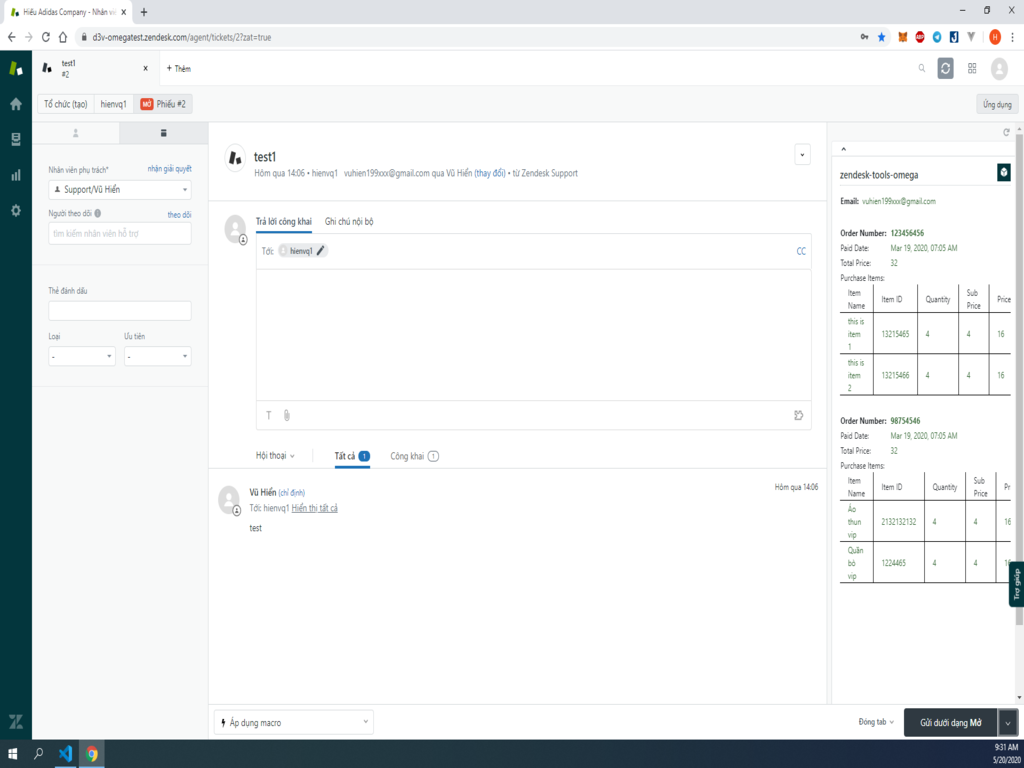 Hiếu Adidas Company - Nhân vi
d3v-omegatest.zendesk.com/agent/tickets/2?zat=true
ABP
J
H
test1
#2
+ Thêm
Tổ chức (tạo)
hienvq1
MỞ Phiếu #2
Ứng dụng
Nhân viên phụ trách*
nhận giải quyết
Support/Vũ Hiển
Người theo dõi
theo dõi
tìm kiếm nhân viên hỗ trợ
Thẻ đánh dấu
Loại
Ưu tiên
-
-
test1
Hôm qua 14:06 • hienvq1 vuhien199xxx@gmail.com qua Vũ Hiển (thay đổi) • từ Zendesk Support
Trả lời công khai
Ghi chú nội bộ
Tới: hienvq1
CC
T
Hội thoại
Tất cả 1
Công khai 1
Vũ Hiển (chỉ định)
Hôm qua 14:06
Tới: hienvq1 Hiển thị tất cả
test
Áp dụng macro
Đóng tab
Gửi dưới dạng Mở
zendesk-tools-omega
Email: vuhien199xxx@gmail.com
Order Number: 123456456
Paid Date: Mar 19, 2020, 07:05 AM
Total Price: 32
Purchase Items:
Item Name Item ID Quantity Sub Price Price
this is item 1 13215465 4 4 16
this is item 2 13215466 4 4 16
Order Number: 98754546
Paid Date: Mar 19, 2020, 07:05 AM
Total Price: 32
Purchase Items:
Item Name Item ID Quantity Sub Price Pr
Áo thun vip 2132132132 4 4 16
Quần bò vip 1224465 4 4
Trợ giúp
9:31 AM
5/20/2020